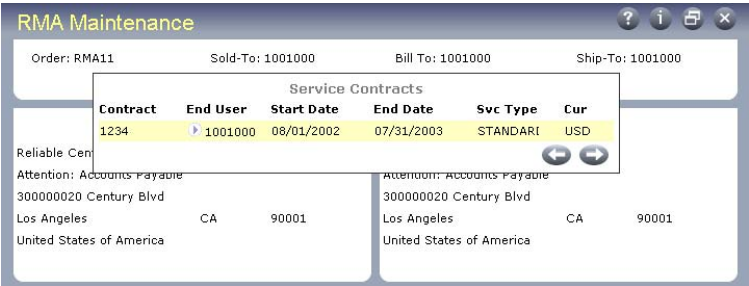 RMA Maintenance
Order: RMA11 Sold-To: 1001000 Bill To: 1001000 Ship-To: 1001000
Service Contracts
Contract End User Start Date End Date Svc Type Cur
1234 1001000 08/01/2002 07/31/2003 STANDARD USD
Reliable Cen
Attention: Accounts Payable Attention: Accounts Payable
300000020 Century Blvd 300000020 Century Blvd
Los Angeles CA 90001 Los Angeles CA 90001
United States of America United States of America